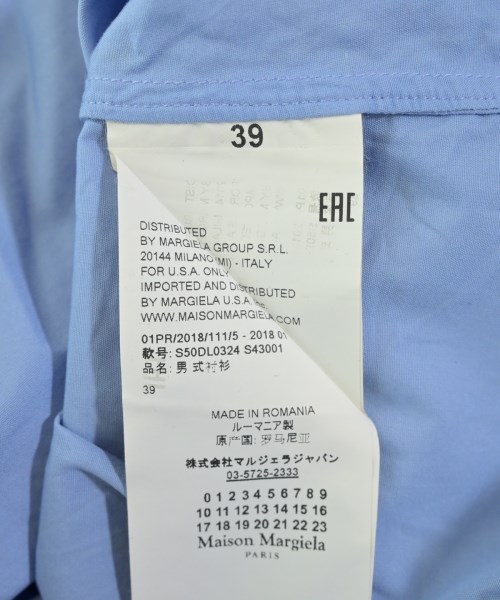 39
EAC
DISTRIBUTED
BY MARGIELA GROUP S.R.L.
20144 MILANO(MI) - ITALY
FOR U.S.A. ONLY
IMPORTED AND DISTRIBUTED
BY MARGIELA U.S.A.
WWW.MAISONMARGIELA.COM
01PR/2018/111/5 - 2018 01
款号: S50DL0324 S43001
品名: 男 式衬衫
39
MADE IN ROMANIA
ルーマニア製
原产国: 罗马尼亚
株式会社マルジェラジャパン
03-5725-2333
0 1 2 3 4 5 6 7 8 9
10 11 12 13 14 15 16
17 18 19 20 21 22 23
Maison Margiela
PARIS